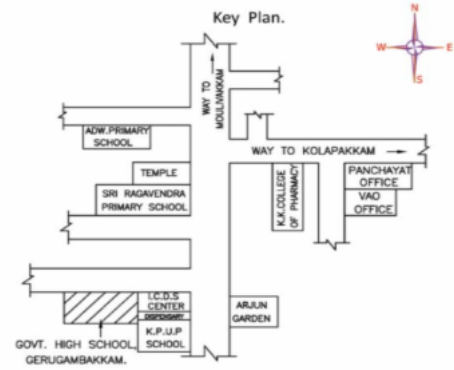 Key Plan.
N
W
E
S
WAY TO
MOULIVAKKAM
ADW.PRIMARY
SCHOOL
WAY TO KOLAPAKKAM
TEMPLE
PANCHAYAT
OFFICE
SRI RAGAVENDRA
PRIMARY SCHOOL
K.K.COLLEGE
OF PHARMACY
VAO
OFFICE
I.C.D.S
CENTER
DISPENSARY
ARJUN
GARDEN
K.P.U.P
SCHOOL
GOVT. HIGH SCHOOL,
GERUGAMBAKKAM.